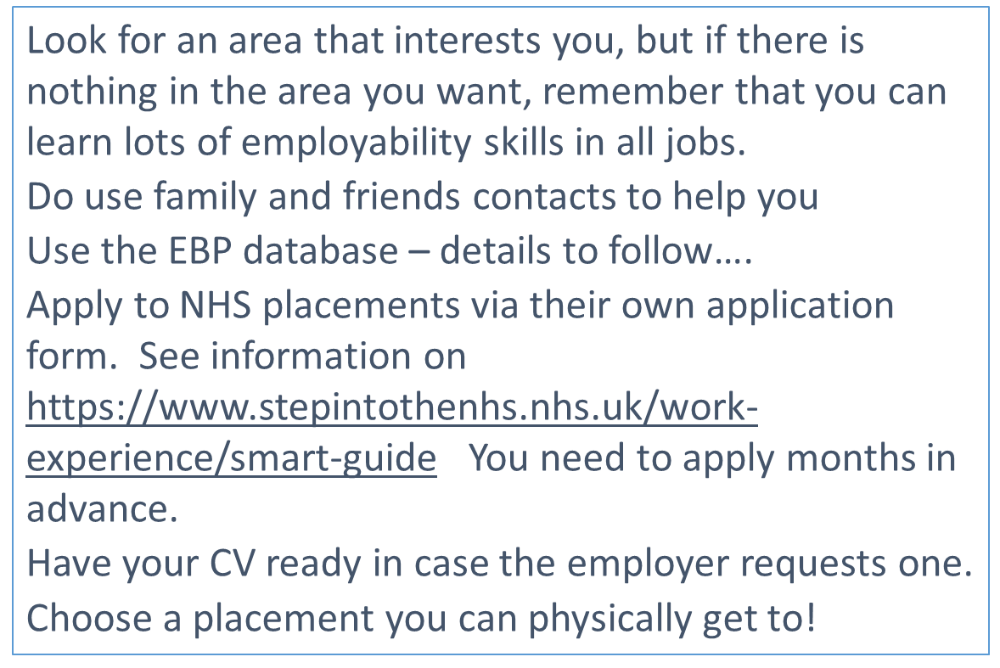 Look for an area that interests you, but if there is
nothing in the area you want, remember that you can
learn lots of employability skills in all jobs.
Do use family and friends contacts to help you
Use the EBP database – details to follow….
Apply to NHS placements via their own application
form.  See information on
https://www.stepintothenhs.nhs.uk/work-
experience/smart-guide   You need to apply months in
advance.
Have your CV ready in case the employer requests one.
Choose a placement you can physically get to!